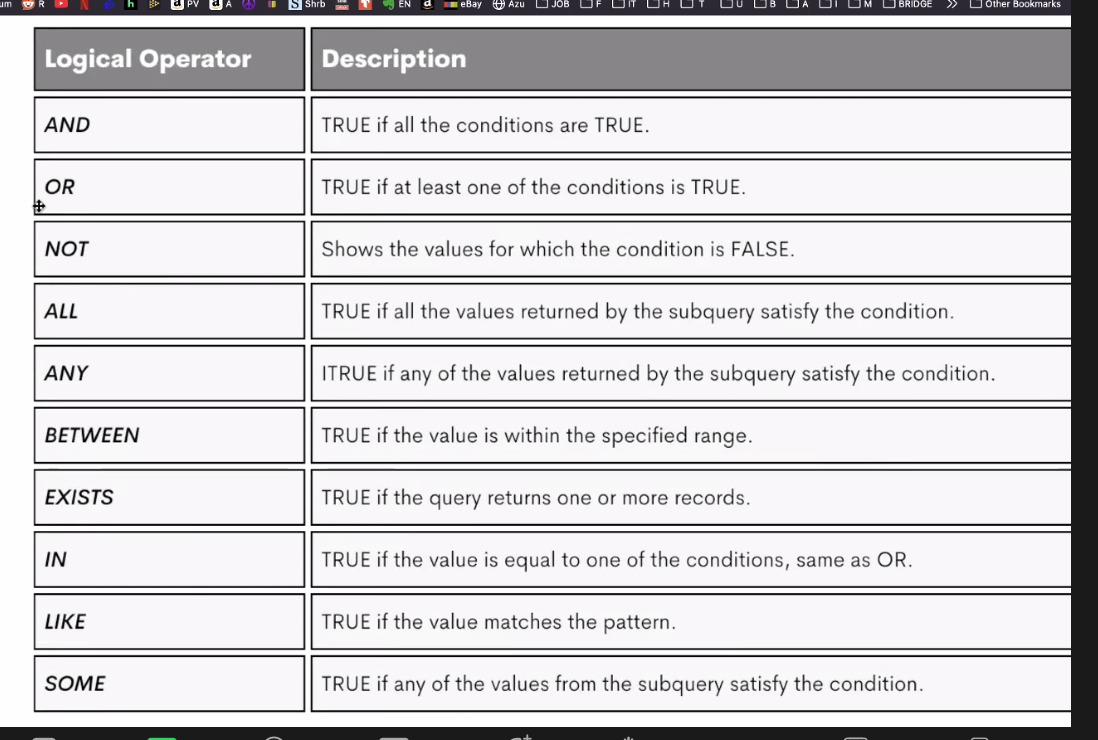 um R PV A h S Shrb EN a eBay Azu JOB F IT H T U B A I M BRIDGE >> Other Bookmarks
Logical Operator Description
AND TRUE if all the conditions are TRUE.
OR TRUE if at least one of the conditions is TRUE.
NOT Shows the values for which the condition is FALSE.
ALL TRUE if all the values returned by the subquery satisfy the condition.
ANY ITRUE if any of the values returned by the subquery satisfy the condition.
BETWEEN TRUE if the value is within the specified range.
EXISTS TRUE if the query returns one or more records.
IN TRUE if the value is equal to one of the conditions, same as OR.
LIKE TRUE if the value matches the pattern.
SOME TRUE if any of the values from the subquery satisfy the condition.